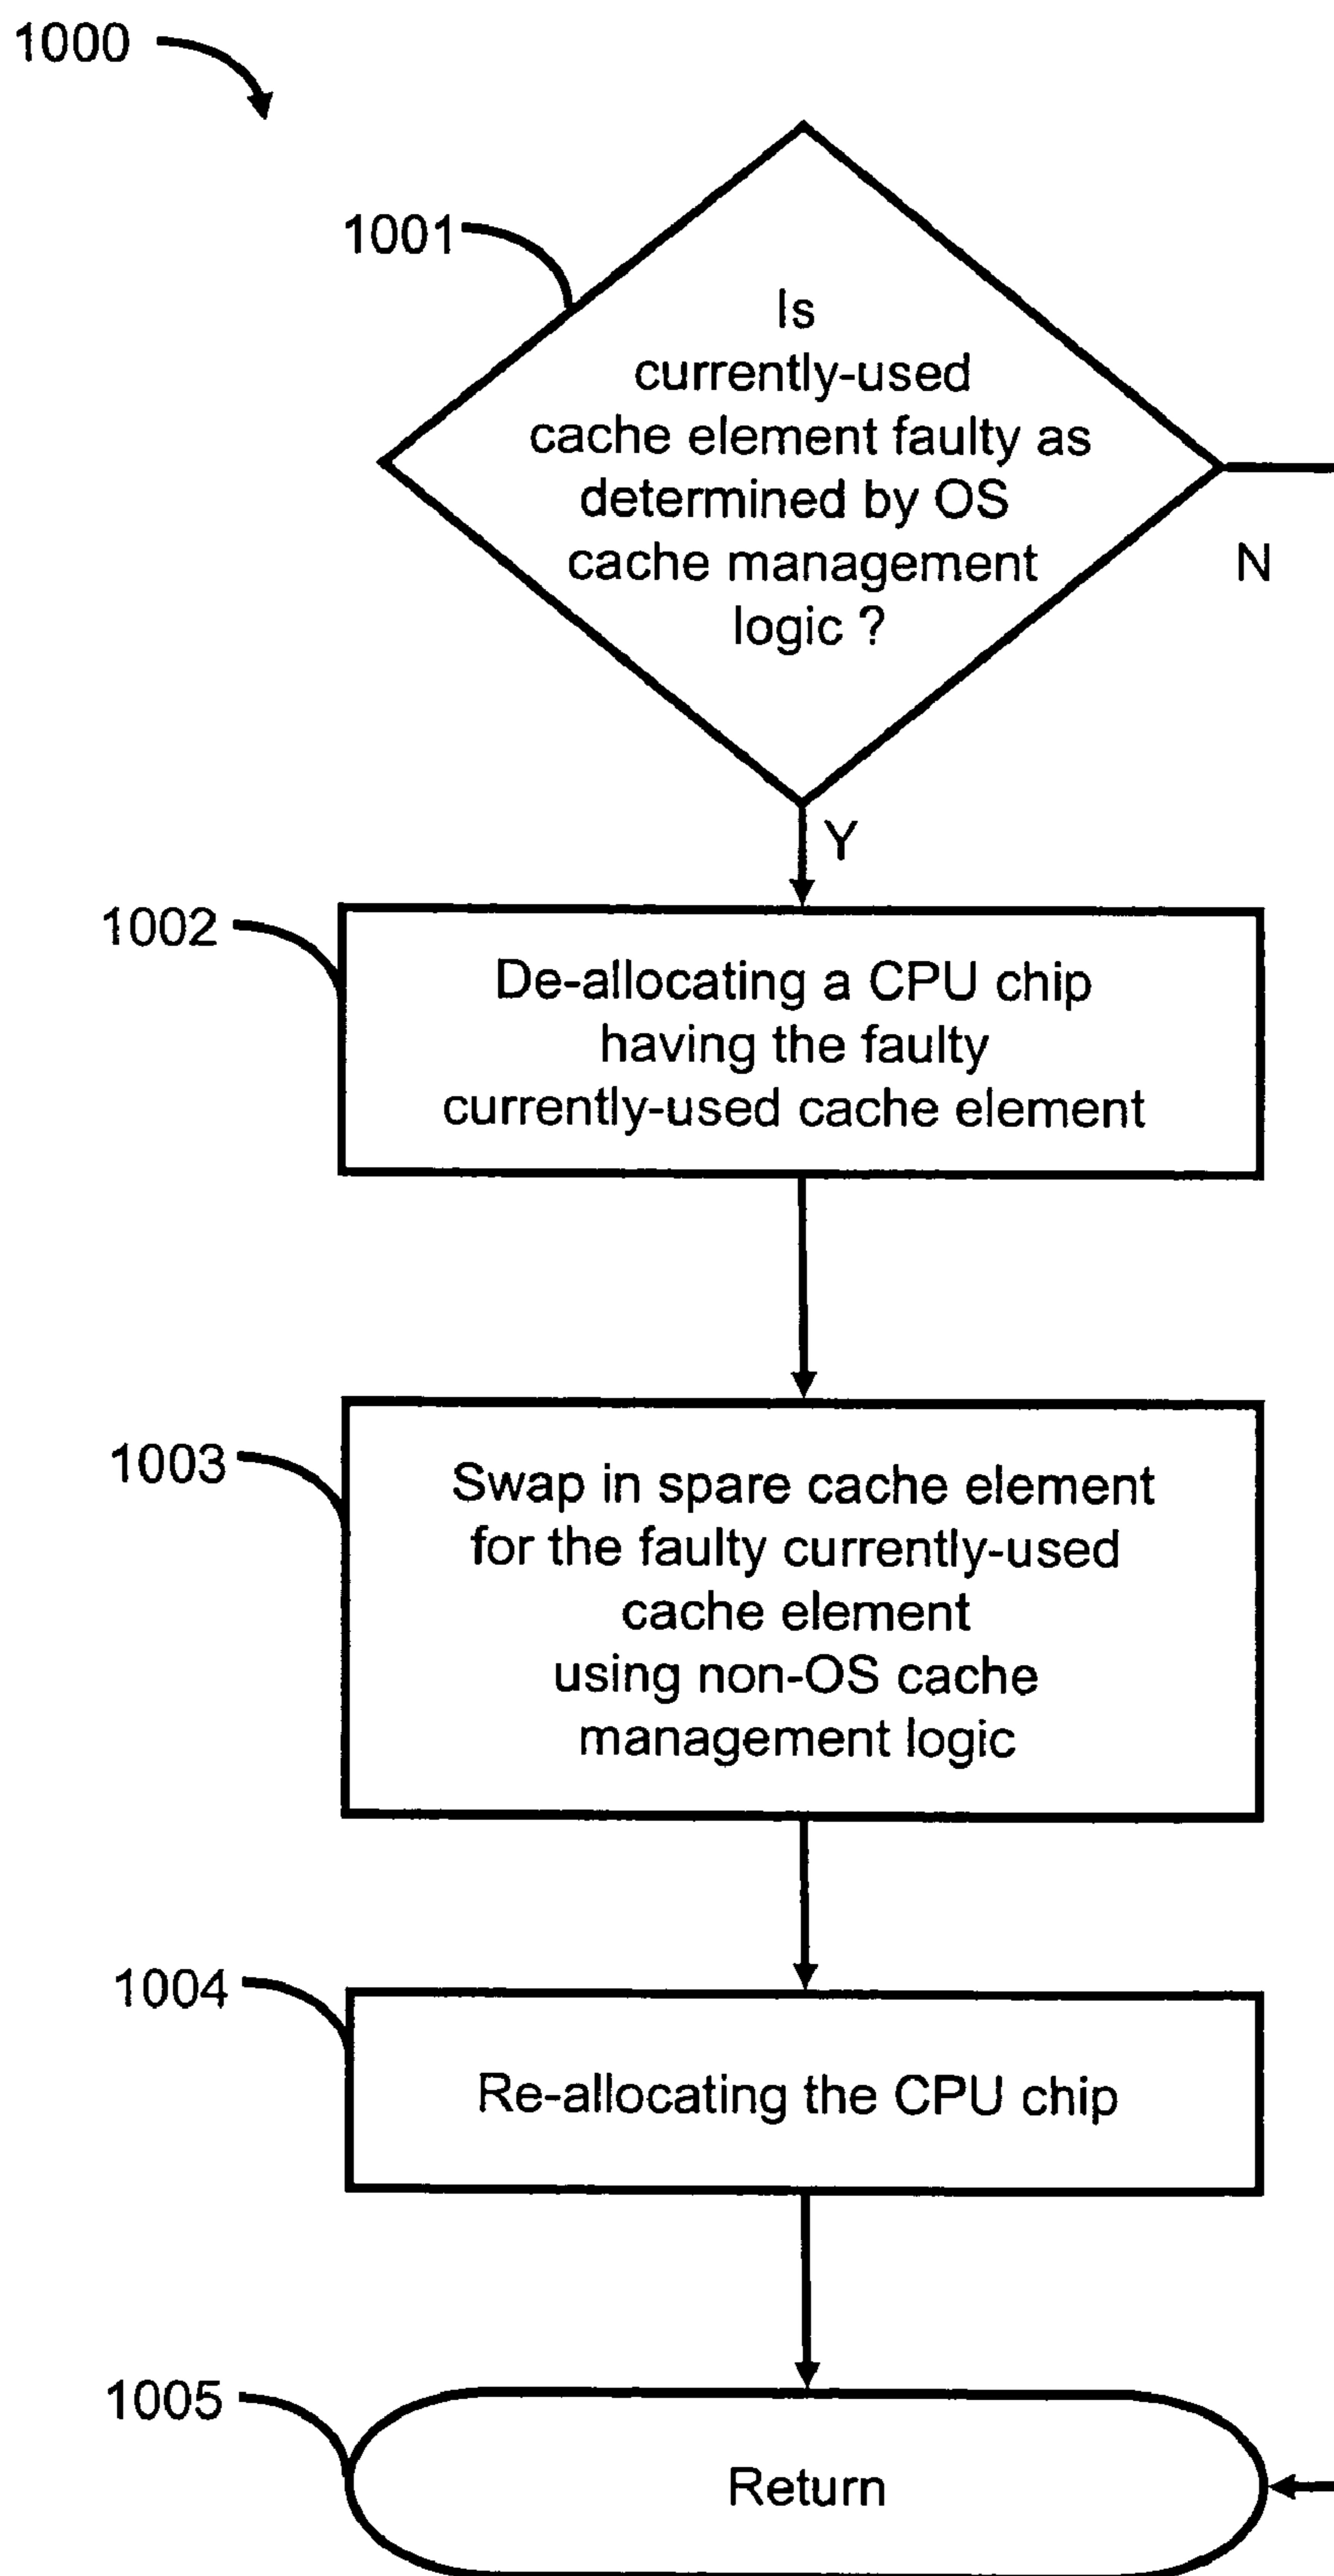 1000
1001
Is
currently-used
cache element faulty as
determined by OS
cache management
logic ?
N
Y
1002
De-allocating a CPU chip
having the faulty
currently-used cache element
1003
Swap in spare cache element
for the faulty currently-used
cache element
using non-OS cache
management logic
1004
Re-allocating the CPU chip
1005
Return